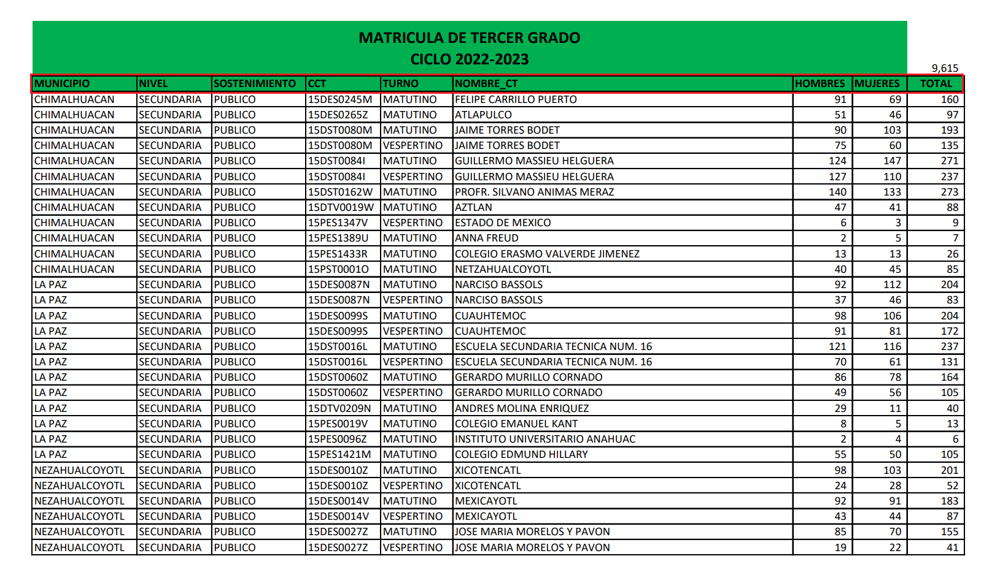 MATRICULA DE TERCER GRADO
CICLO 2022-2023
9,615
MUNICIPIO NIVEL SOSTENIMIENTO CCT TURNO NOMBRE_CT HOMBRES MUJERES TOTAL
CHIMALHUACAN SECUNDARIA PUBLICO 15DES0245M MATUTINO FELIPE CARRILLO PUERTO 91 69 160
CHIMALHUACAN SECUNDARIA PUBLICO 15DES0265Z MATUTINO ATLAPULCO 51 46 97
CHIMALHUACAN SECUNDARIA PUBLICO 15DST0080M MATUTINO JAIME TORRES BODET 90 103 193
CHIMALHUACAN SECUNDARIA PUBLICO 15DST0080M VESPERTINO JAIME TORRES BODET 75 60 135
CHIMALHUACAN SECUNDARIA PUBLICO 15DST0084I MATUTINO GUILLERMO MASSIEU HELGUERA 124 147 271
CHIMALHUACAN SECUNDARIA PUBLICO 15DST0084I VESPERTINO GUILLERMO MASSIEU HELGUERA 127 110 237
CHIMALHUACAN SECUNDARIA PUBLICO 15DST0162W MATUTINO PROFR. SILVANO ANIMAS MERAZ 140 133 273
CHIMALHUACAN SECUNDARIA PUBLICO 15DTV0019W MATUTINO AZTLAN 47 41 88
CHIMALHUACAN SECUNDARIA PUBLICO 15PES1347V VESPERTINO ESTADO DE MEXICO 6 3 9
CHIMALHUACAN SECUNDARIA PUBLICO 15PES1389U MATUTINO ANNA FREUD 2 5 7
CHIMALHUACAN SECUNDARIA PUBLICO 15PES1433R MATUTINO COLEGIO ERASMO VALVERDE JIMENEZ 13 13 26
CHIMALHUACAN SECUNDARIA PUBLICO 15PST0001O MATUTINO NETZAHUALCOYOTL 40 45 85
LA PAZ SECUNDARIA PUBLICO 15DES0087N MATUTINO NARCISO BASSOLS 92 112 204
LA PAZ SECUNDARIA PUBLICO 15DES0087N VESPERTINO NARCISO BASSOLS 37 46 83
LA PAZ SECUNDARIA PUBLICO 15DES0099S MATUTINO CUAUHTEMOC 98 106 204
LA PAZ SECUNDARIA PUBLICO 15DES0099S VESPERTINO CUAUHTEMOC 91 81 172
LA PAZ SECUNDARIA PUBLICO 15DST0016L MATUTINO ESCUELA SECUNDARIA TECNICA NUM. 16 121 116 237
LA PAZ SECUNDARIA PUBLICO 15DST0016L VESPERTINO ESCUELA SECUNDARIA TECNICA NUM. 16 70 61 131
LA PAZ SECUNDARIA PUBLICO 15DST0060Z MATUTINO GERARDO MURILLO CORNADO 86 78 164
LA PAZ SECUNDARIA PUBLICO 15DST0060Z VESPERTINO GERARDO MURILLO CORNADO 49 56 105
LA PAZ SECUNDARIA PUBLICO 15DTV0209N MATUTINO ANDRES MOLINA ENRIQUEZ 29 11 40
LA PAZ SECUNDARIA PUBLICO 15PES0019V MATUTINO COLEGIO EMANUEL KANT 8 5 13
LA PAZ SECUNDARIA PUBLICO 15PES0096Z MATUTINO INSTITUTO UNIVERSITARIO ANAHUAC 2 4 6
LA PAZ SECUNDARIA PUBLICO 15PES1421M MATUTINO COLEGIO EDMUND HILLARY 55 50 105
NEZAHUALCOYOTL SECUNDARIA PUBLICO 15DES0010Z MATUTINO XICOTENCATL 98 103 201
NEZAHUALCOYOTL SECUNDARIA PUBLICO 15DES0010Z VESPERTINO XICOTENCATL 24 28 52
NEZAHUALCOYOTL SECUNDARIA PUBLICO 15DES0014V MATUTINO MEXICAYOTL 92 91 183
NEZAHUALCOYOTL SECUNDARIA PUBLICO 15DES0014V VESPERTINO MEXICAYOTL 43 44 87
NEZAHUALCOYOTL SECUNDARIA PUBLICO 15DES0027Z MATUTINO JOSE MARIA MORELOS Y PAVON 85 70 155
NEZAHUALCOYOTL SECUNDARIA PUBLICO 15DES0027Z VESPERTINO JOSE MARIA MORELOS Y PAVON 19 22 41